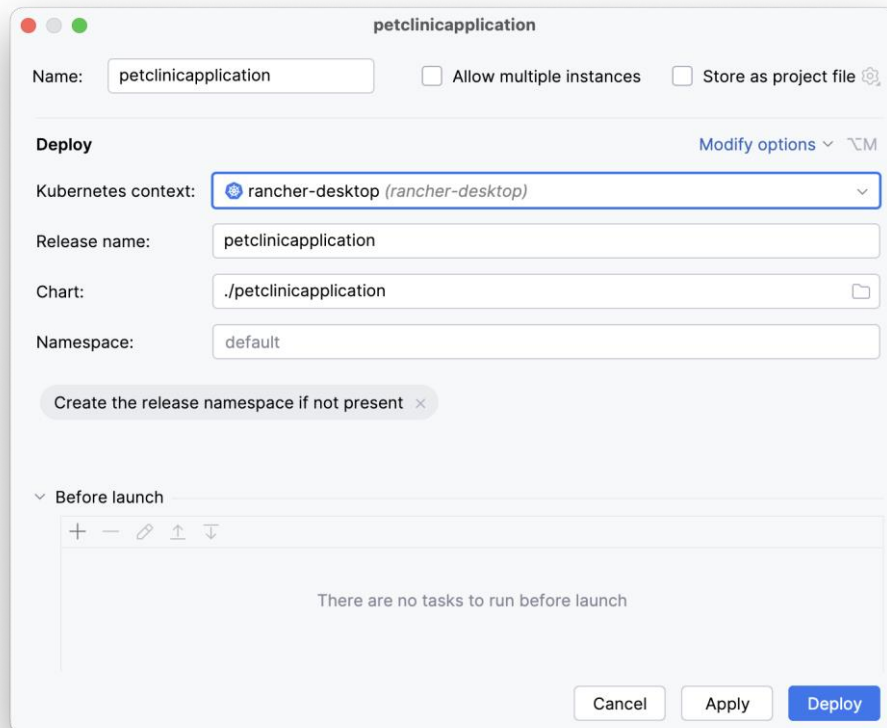 petclinicapplication
Name: petclinicapplication Allow multiple instances Store as project file
Deploy Modify options ⌥M
Kubernetes context: rancher-desktop (rancher-desktop)
Release name: petclinicapplication
Chart: ./petclinicapplication
Namespace: default
Create the release namespace if not present ×
Before launch
There are no tasks to run before launch
Cancel Apply Deploy